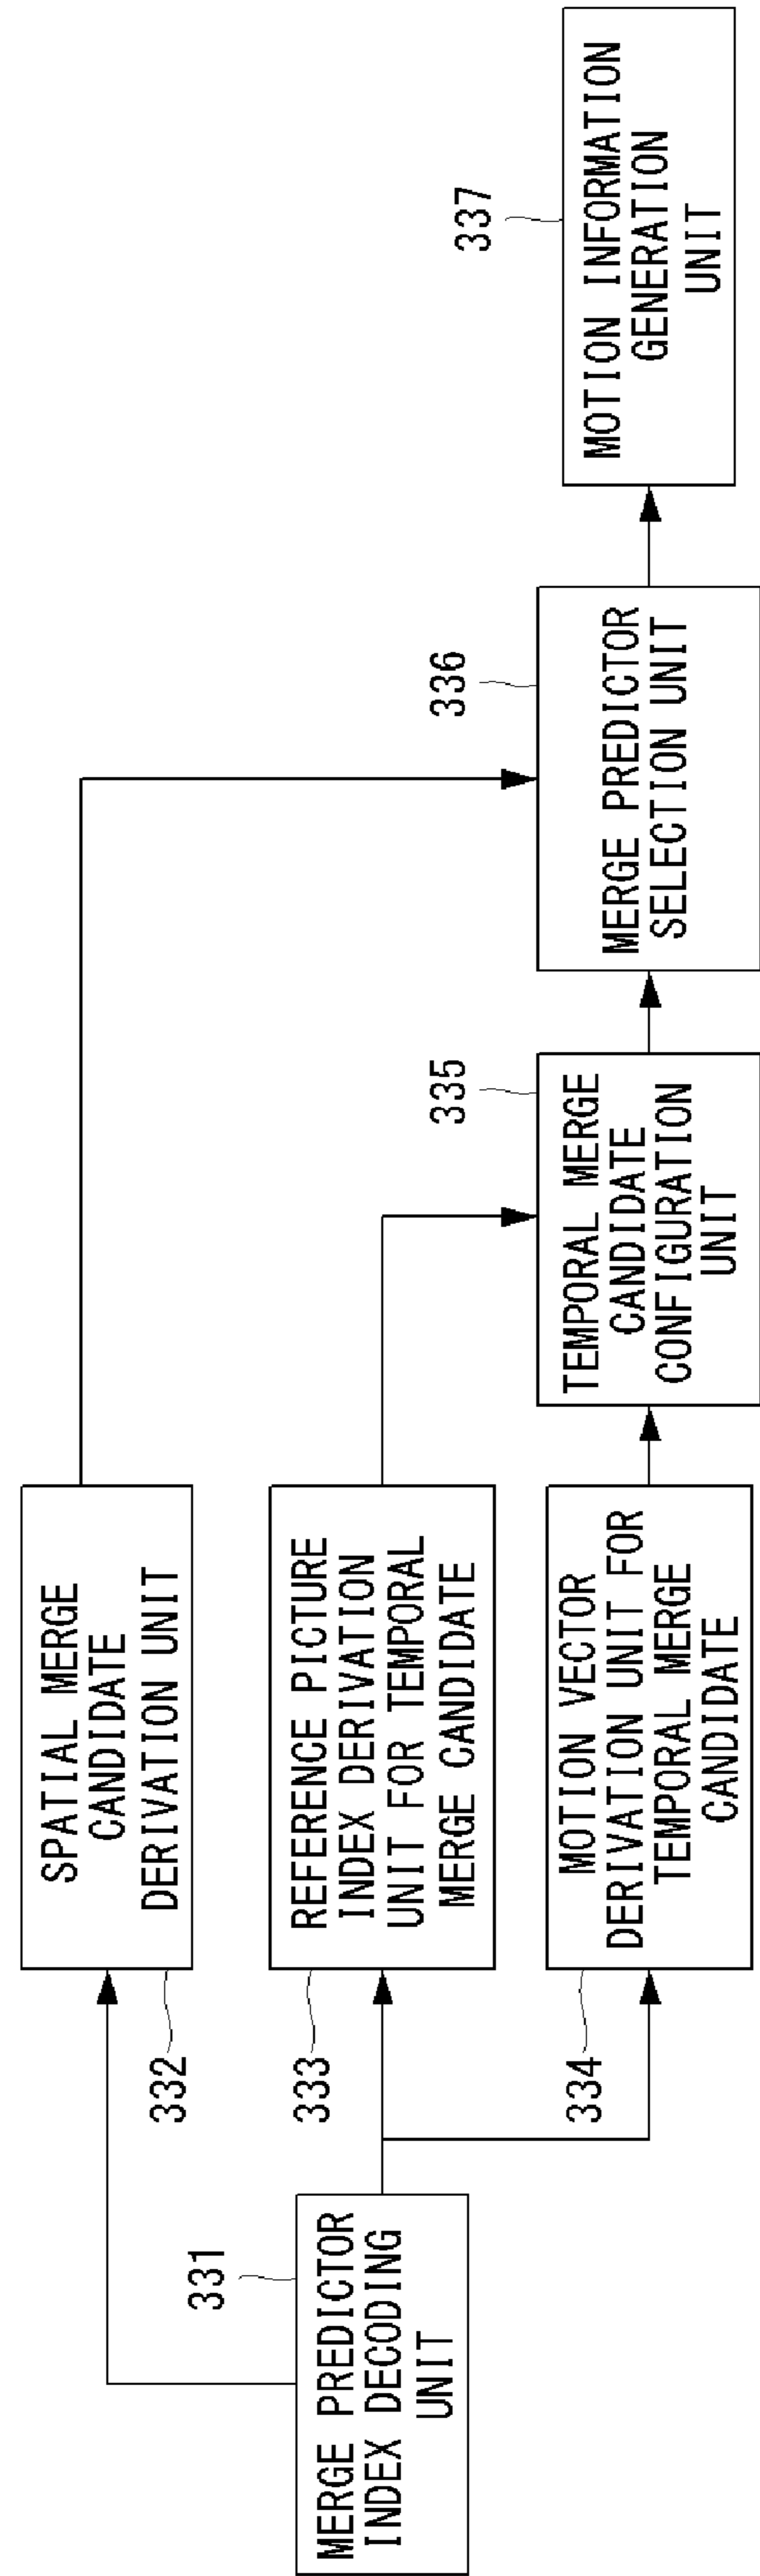 331
MERGE PREDICTOR
INDEX DECODING
UNIT
332
SPATIAL MERGE
CANDIDATE
DERIVATION UNIT
333
REFERENCE PICTURE
INDEX DERIVATION
UNIT FOR TEMPORAL
MERGE CANDIDATE
334
MOTION VECTOR
DERIVATION UNIT FOR
TEMPORAL MERGE
CANDIDATE
335
TEMPORAL MERGE
CANDIDATE
CONFIGURATION
UNIT
336
MERGE PREDICTOR
SELECTION UNIT
337
MOTION INFORMATION
GENERATION
UNIT